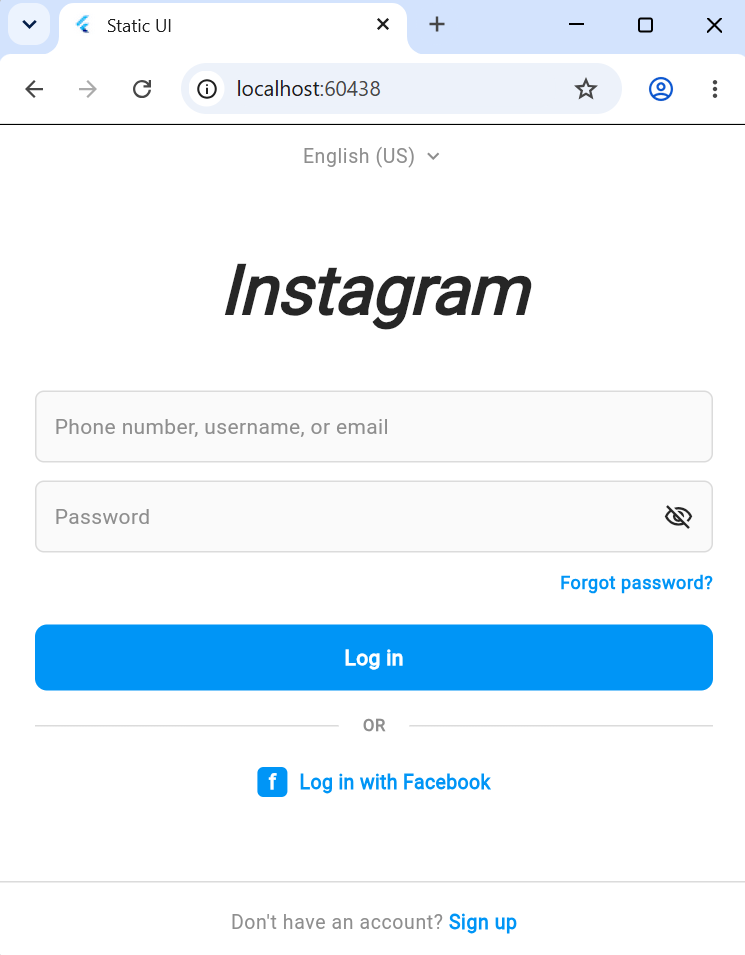 Static UI
localhost:60438
English (US)
Instagram
Phone number, username, or email
Password
Forgot password?
Log in
OR
f Log in with Facebook
Don't have an account? Sign up